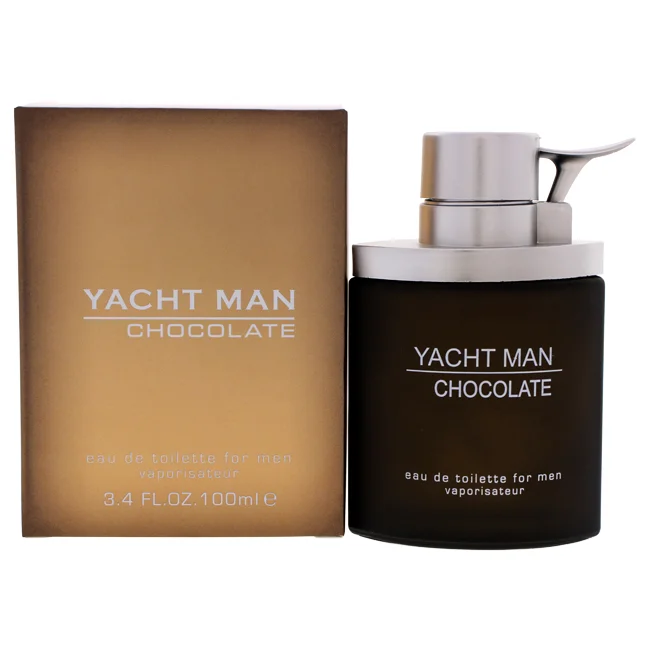 YACHT MAN
CHOCOLATE
eau de toilette for men
vaporisateur
3.4 FL.OZ.100ml℮
YACHT MAN
CHOCOLATE
eau de toilette for men
vaporisateur